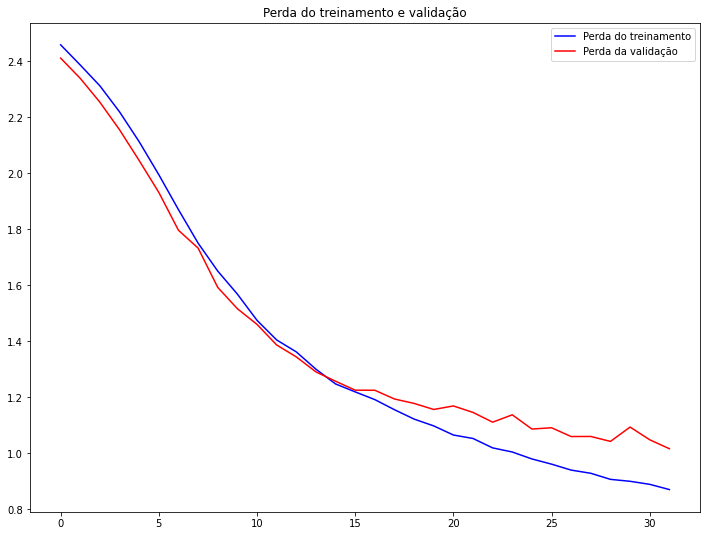 Perda do treinamento e validação
Perda do treinamento
Perda da validação
2.4
2.2
2.0
1.8
1.6
1.4
1.2
1.0
0.8
0 5 10 15 20 25 30